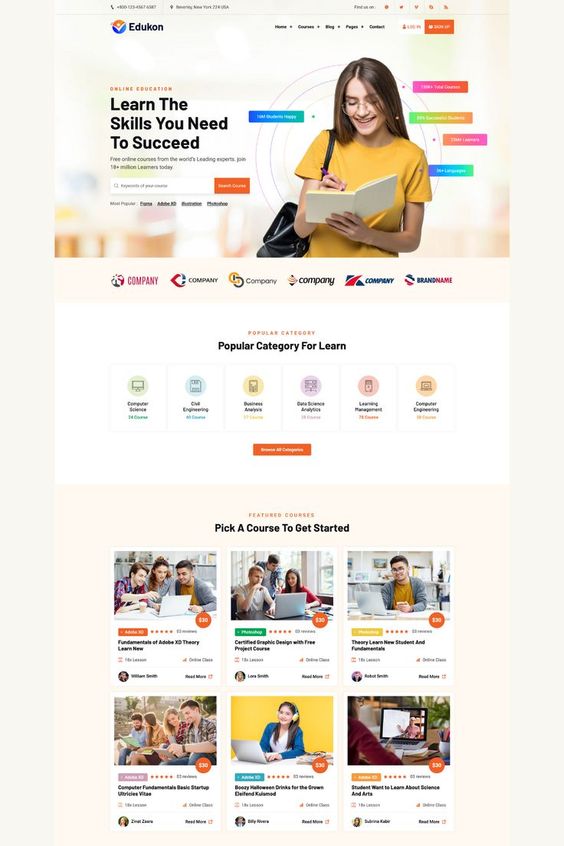 +800-123-4567 6587
Beverley, New York 224 USA
Find us on :
Edukon
Home + Courses + Blog + Pages + Contact
LOG IN
SIGN UP
ONLINE EDUCATION
Learn The
Skills You Need
To Succeed
Free online courses from the world's Leading experts. join
18+ million Learners today.
Keywords of your course
Search Course
Most Popular : Figma Adobe XD Illustration Photoshop
16M Students Happy
Total Courses
Successful Students
Learners
Languages
COMPANY
COMPANY
Company
company
COMPANY
BRANDNAME
POPULAR CATEGORY
Popular Category For Learn
Computer
Science
24 Course
Civil
Engineering
40 Course
Business
Analysis
27 Course
Data Science
Analytics
28 Course
Learning
Management
78 Course
Computer
Engineering
38 Course
Browse All Categories
FEATURED COURSES
Pick A Course To Get Started
$30
Adobe XD
03 reviews
Fundamentals of Adobe XD Theory
Learn New
18x Lesson
Online Class
William Smith
Read More
$30
Photoshop
03 reviews
Certified Graphic Design with Free
Project Course
18x Lesson
Online Class
Lora Smith
Read More
$30
Photoshop
03 reviews
Theory Learn New Student And
Fundamentals
18x Lesson
Online Class
Robot Smith
Read More
$30
Adobe XD
03 reviews
Computer Fundamentals Basic Startup
Ultricies Vitae
18x Lesson
Online Class
Zinat Zaara
Read More
$30
Adobe XD
03 reviews
Boozy Halloween Drinks for the Grown
Eleifend Kuismod
18x Lesson
Online Class
Billy Rivera
Read More
$30
Adobe XD
03 reviews
Student Want to Learn About Science
And Arts
18x Lesson
Online Class
Subrina Kabir
Read More